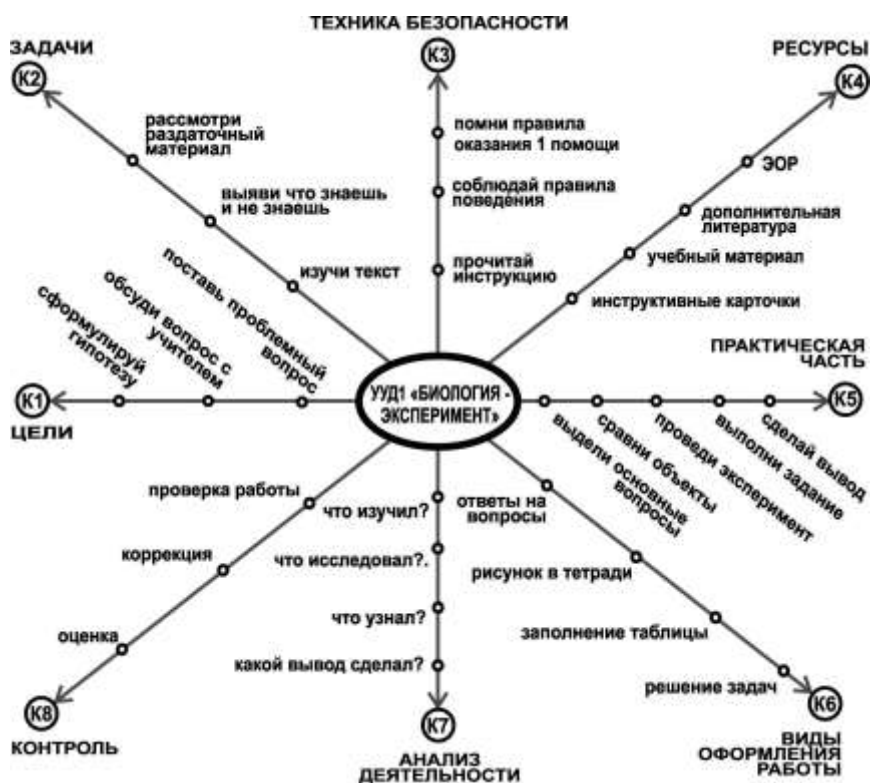 ТЕХНИКА БЕЗОПАСНОСТИ
К3
ЗАДАЧИ
К2
РЕСУРСЫ
К4
рассмотри
раздаточный
материал
выяви что знаешь
и не знаешь
изучи текст
помни правила
оказания 1 помощи
соблюдай правила
поведения
прочитай
инструкцию
ЭОР
дополнительная
литература
учебный материал
инструктивные карточки
сформулируй
гипотезу
обсуди вопрос с
учителем
поставь проблемный
вопрос
К1
ЦЕЛИ
УУД1 «БИОЛОГИЯ -
ЭКСПЕРИМЕНТ»
ПРАКТИЧЕСКАЯ
ЧАСТЬ
К5
выдели основные
вопросы
сравни объекты
проведи эксперимент
выполни задание
сделай вывод
проверка работы
коррекция
оценка
К8
КОНТРОЛЬ
что изучил?
что исследовал?.
что узнал?
какой вывод сделал?
К7
АНАЛИЗ
ДЕЯТЕЛЬНОСТИ
ответы на
вопросы
рисунок в тетради
заполнение таблицы
решение задач
К6
ВИДЫ
ОФОРМЛЕНИЯ
РАБОТЫ